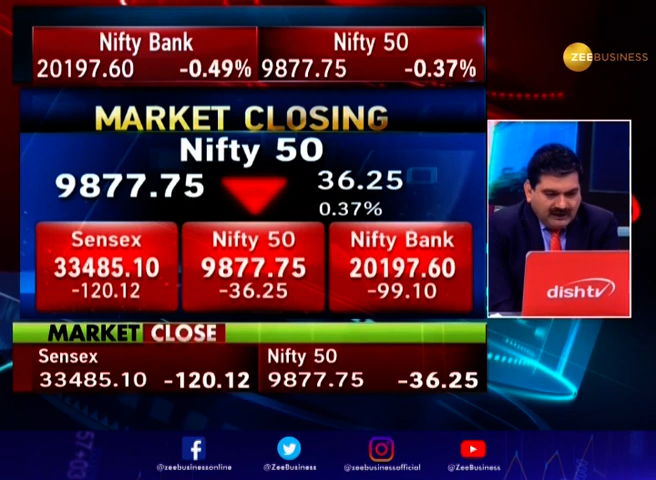 Nifty Bank
20197.60 -0.49%
Nifty 50
9877.75 -0.37%
ZEEBUSINESS
MARKET CLOSING
Nifty 50
9877.75 36.25
0.37%
Sensex
33485.10
-120.12
Nifty 50
9877.75
-36.25
Nifty Bank
20197.60
-99.10
dishtv
MARKET CLOSE
Sensex
33485.10 -120.12
Nifty 50
9877.75 -36.25
@zeebusinessonline
@ZeeBusiness
@zeebusinessofficial
@ZeeBusiness
57+03